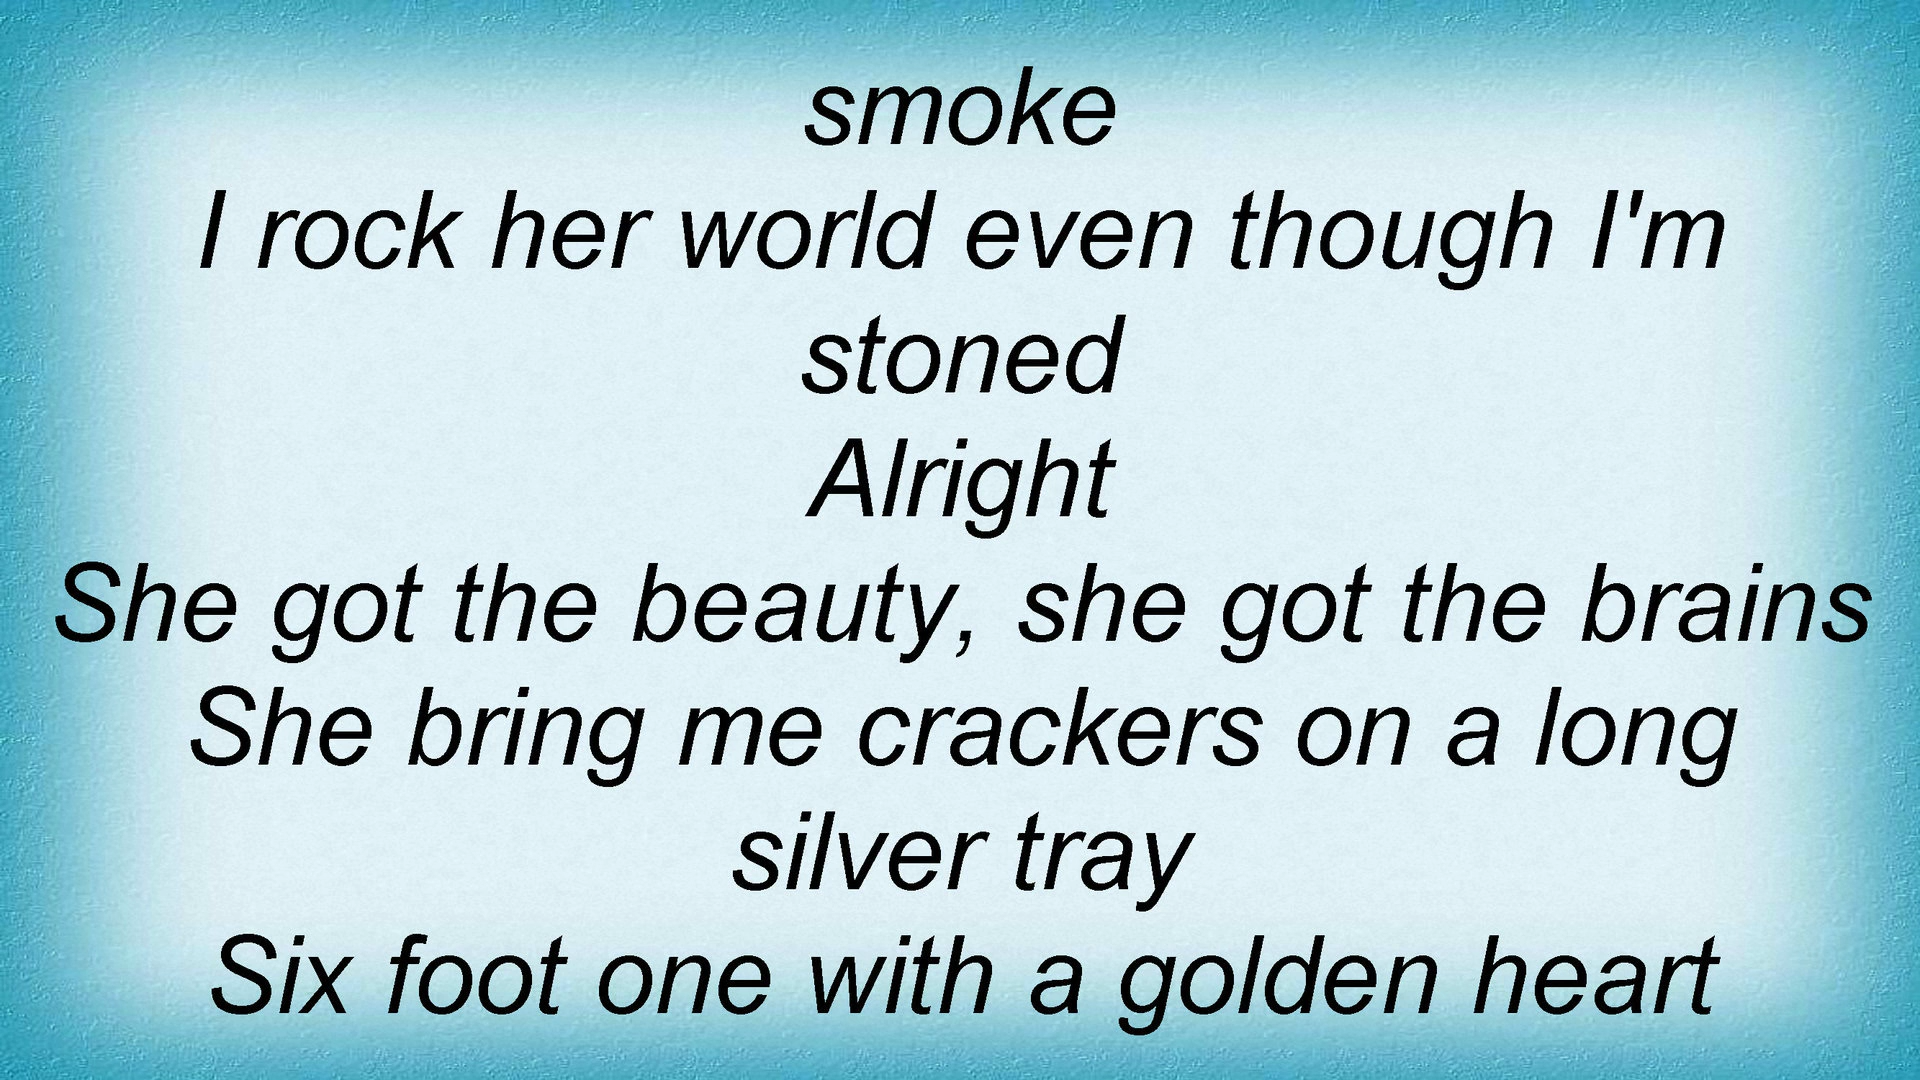 smoke
I rock her world even though I'm
stoned
Alright
She got the beauty, she got the brains
She bring me crackers on a long
silver tray
Six foot one with a golden heart